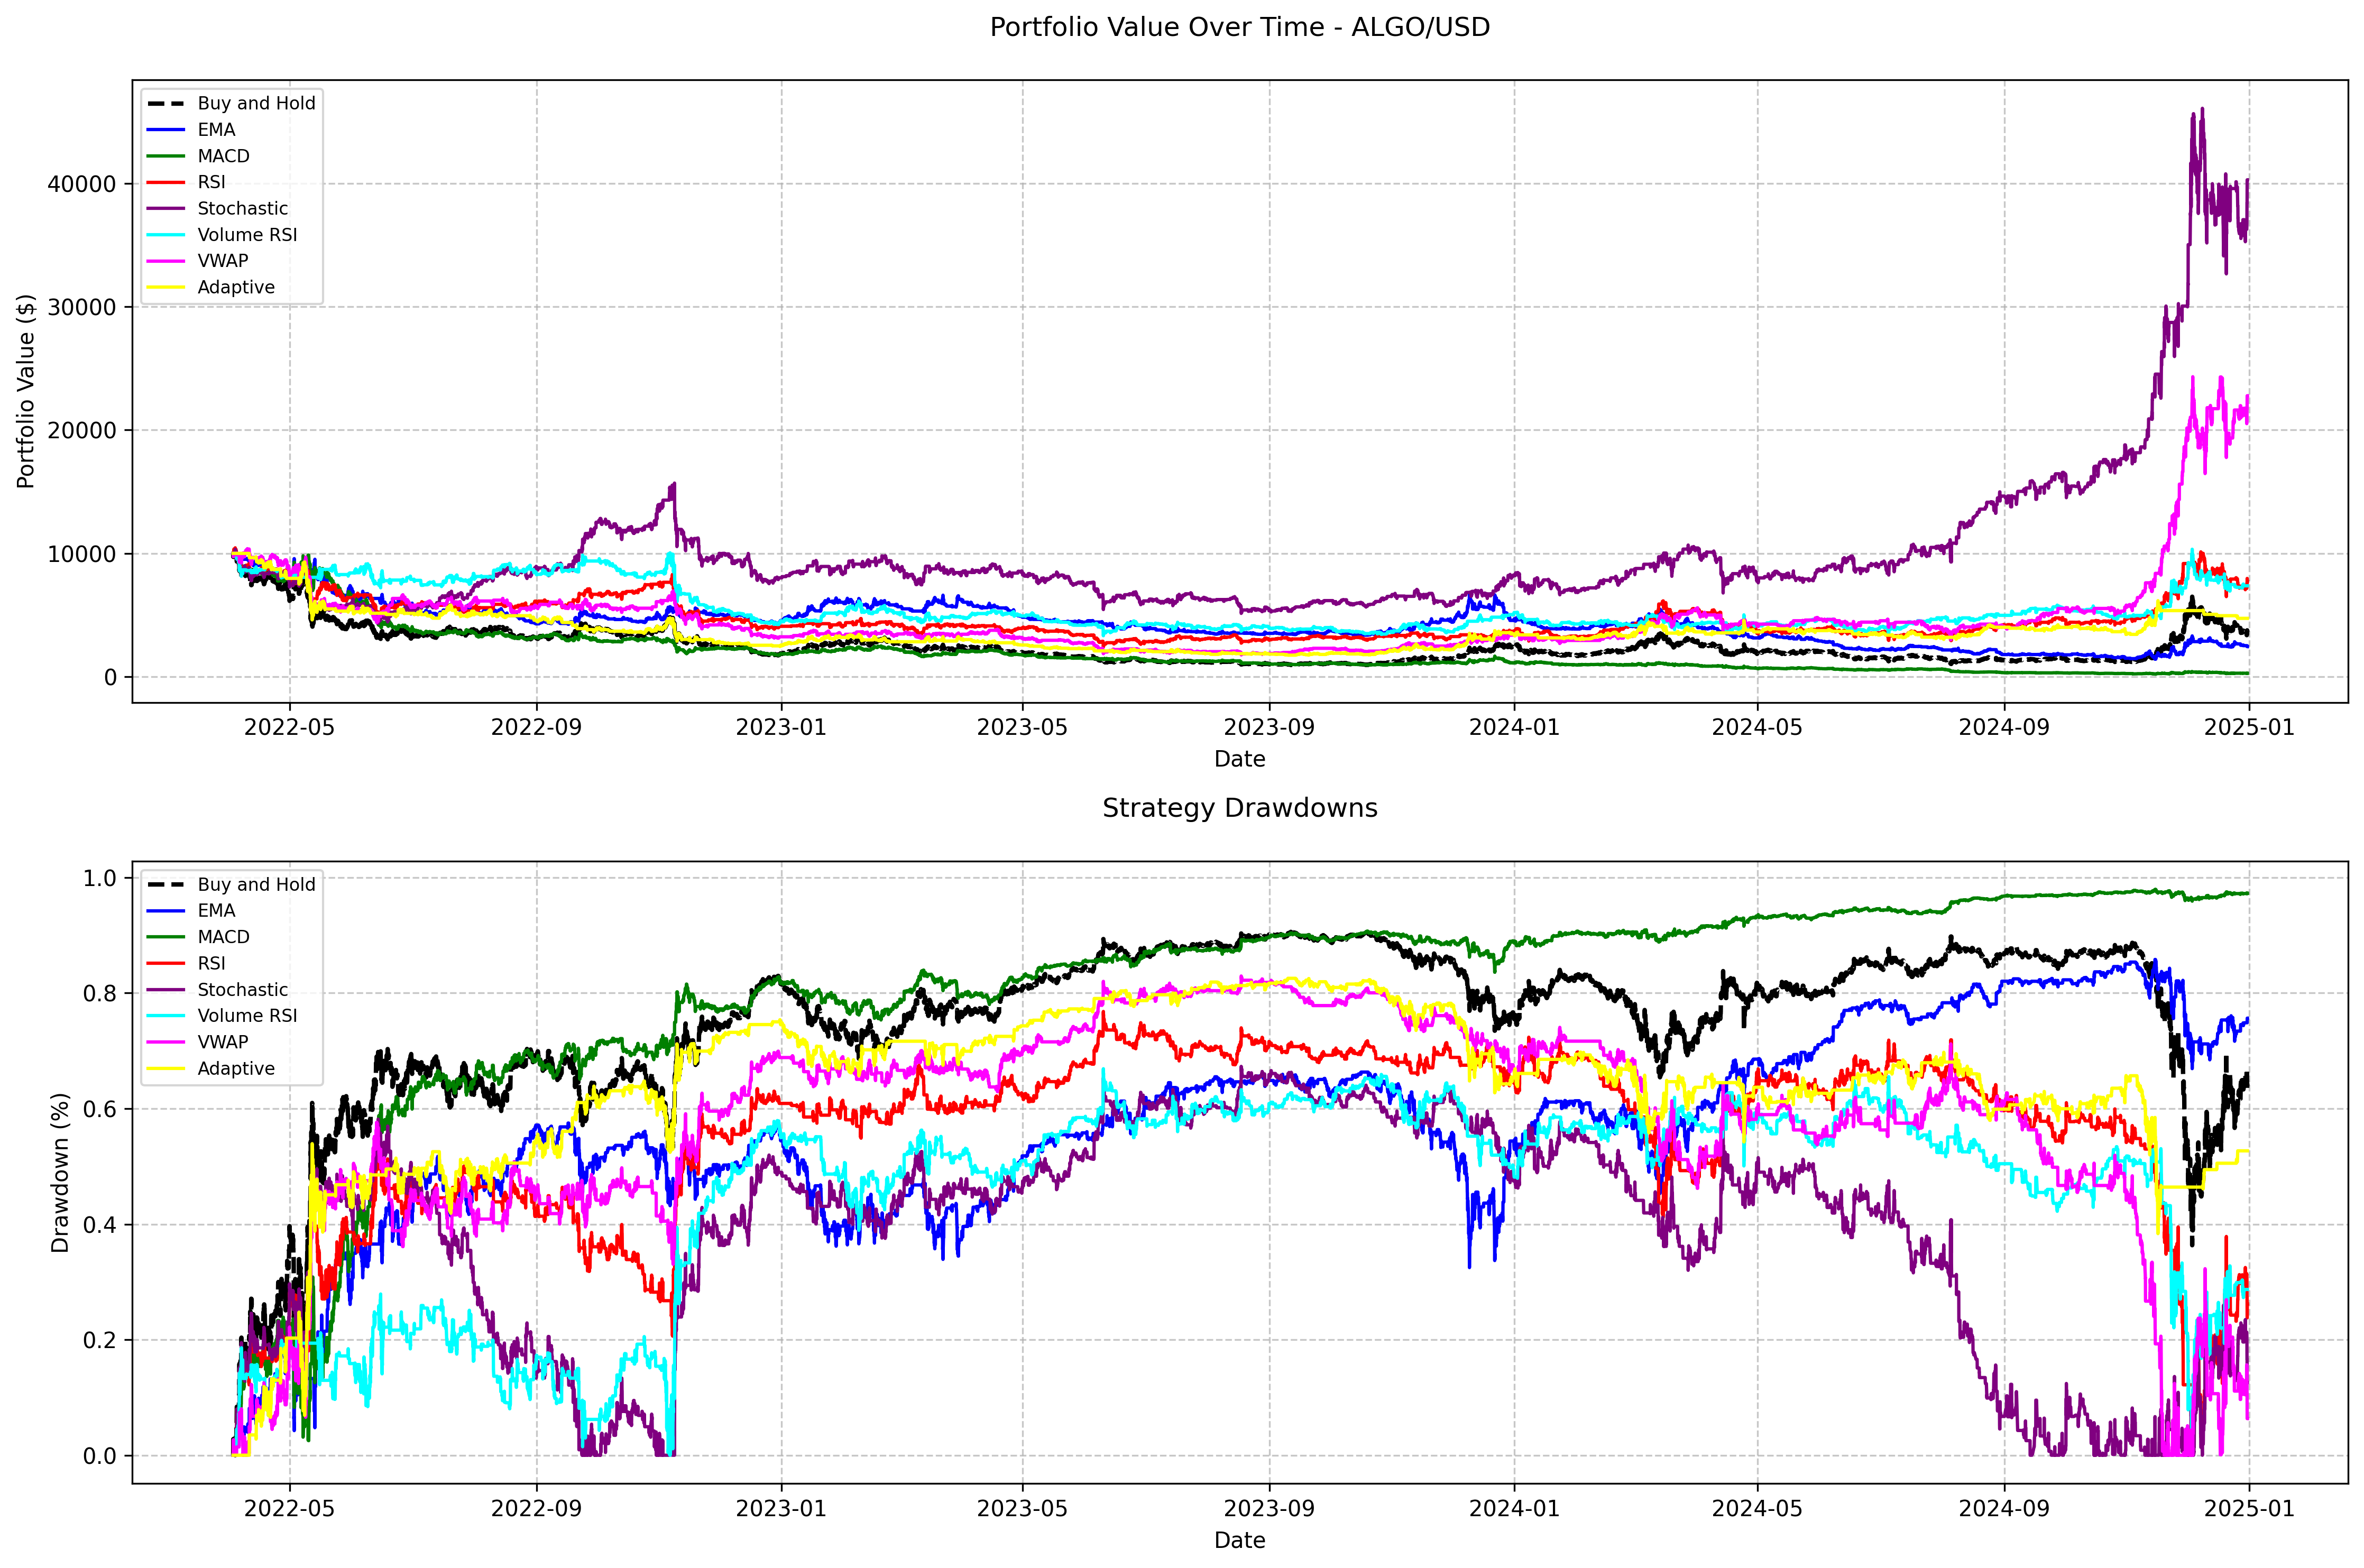 Portfolio Value Over Time - ALGO/USD
Buy and Hold
EMA
MACD
RSI
Stochastic
Volume RSI
VWAP
Adaptive
Portfolio Value ($)
40000
30000
20000
10000
0
2022-05 2022-09 2023-01 2023-05 2023-09 2024-01 2024-05 2024-09 2025-01
Date
Strategy Drawdowns
Buy and Hold
EMA
MACD
RSI
Stochastic
Volume RSI
VWAP
Adaptive
Drawdown (%)
1.0
0.8
0.6
0.4
0.2
0.0
2022-05 2022-09 2023-01 2023-05 2023-09 2024-01 2024-05 2024-09 2025-01
Date